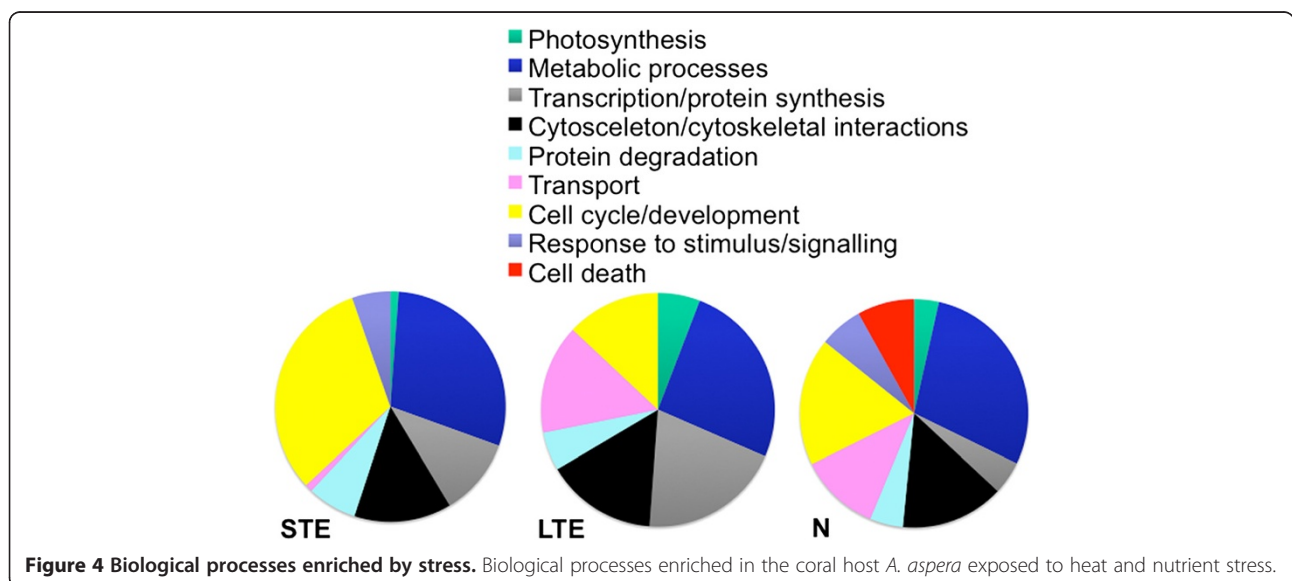 Photosynthesis
Metabolic processes
Transcription/protein synthesis
Cytosceleton/cytoskeletal interactions
Protein degradation
Transport
Cell cycle/development
Response to stimulus/signalling
Cell death
STE
LTE
N
Figure 4 Biological processes enriched by stress. Biological processes enriched in the coral host A. aspera exposed to heat and nutrient stress.